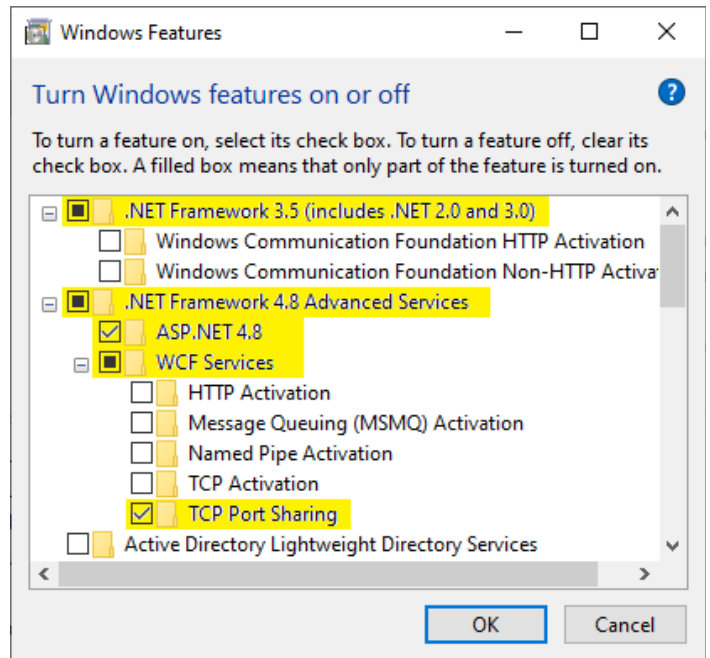 Windows Features
Turn Windows features on or off
To turn a feature on, select its check box. To turn a feature off, clear its
check box. A filled box means that only part of the feature is turned on.
.NET Framework 3.5 (includes .NET 2.0 and 3.0)
Windows Communication Foundation HTTP Activation
Windows Communication Foundation Non-HTTP Activa
.NET Framework 4.8 Advanced Services
ASP.NET 4.8
WCF Services
HTTP Activation
Message Queuing (MSMQ) Activation
Named Pipe Activation
TCP Activation
TCP Port Sharing
Active Directory Lightweight Directory Services
OK Cancel